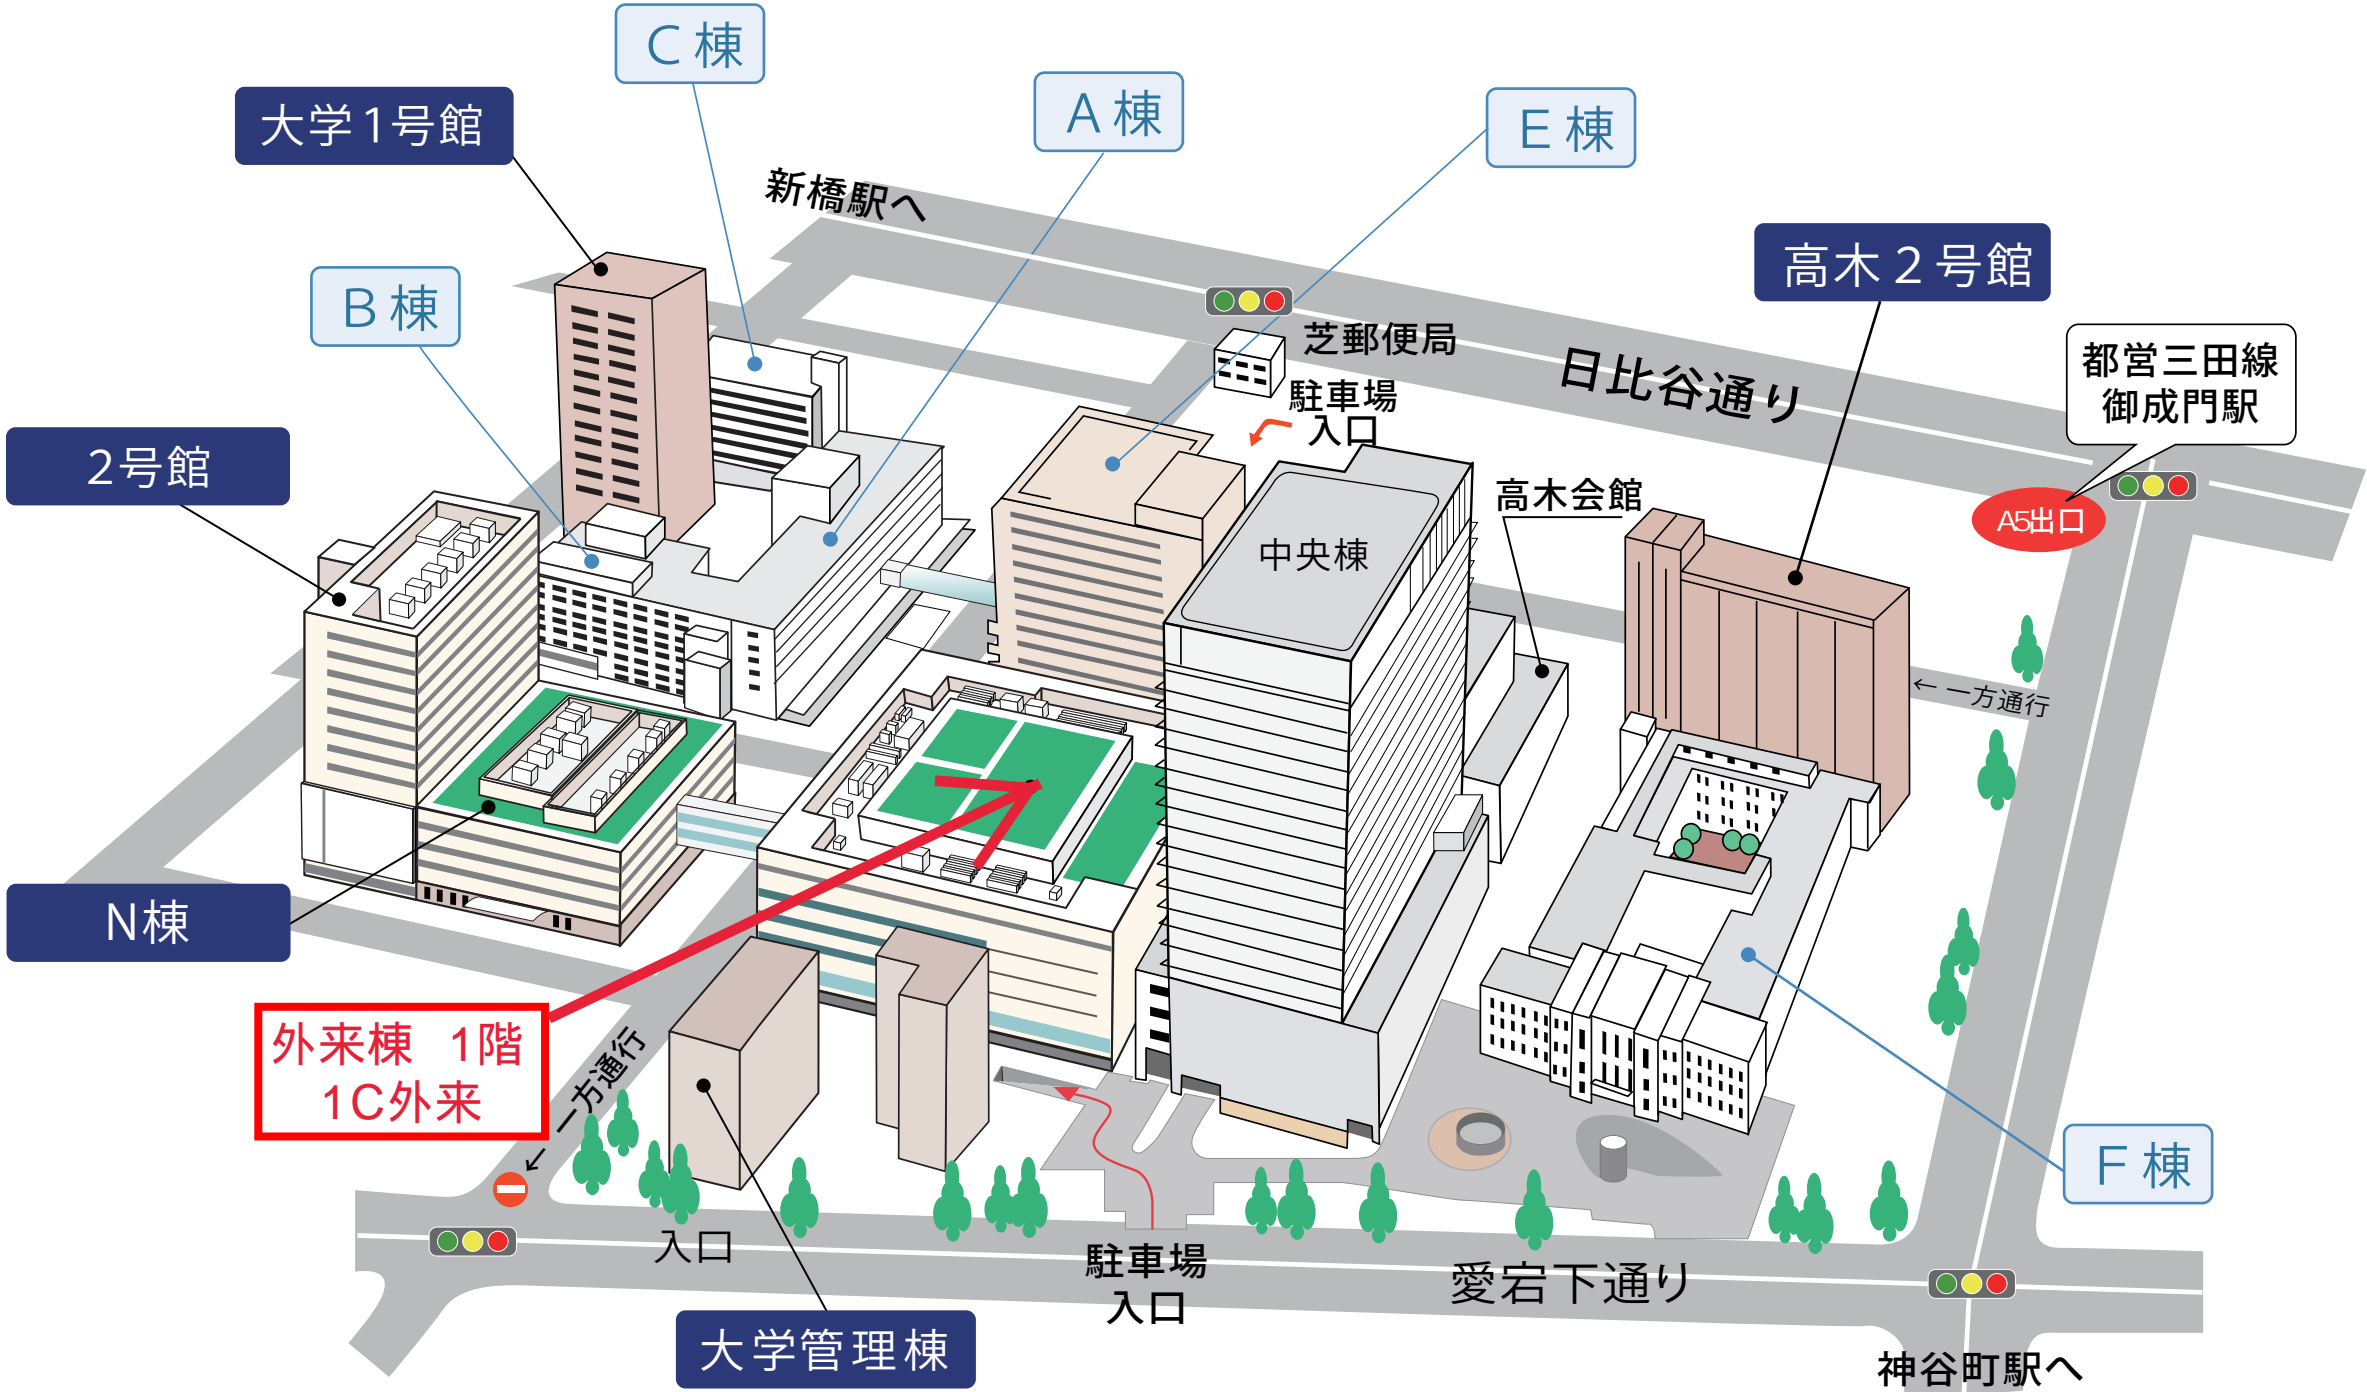 Ｃ棟
大学1号館
Ａ棟
Ｅ棟
新橋駅へ
高木２号館
Ｂ棟
芝郵便局
日比谷通り
都営三田線
御成門駅
駐車場
入口
2号館
高木会館
A5出口
中央棟
← 一方通行
N棟
外来棟 1階
1C外来
← 一方通行
Ｆ棟
入口
駐車場
入口
愛宕下通り
大学管理棟
神谷町駅へ